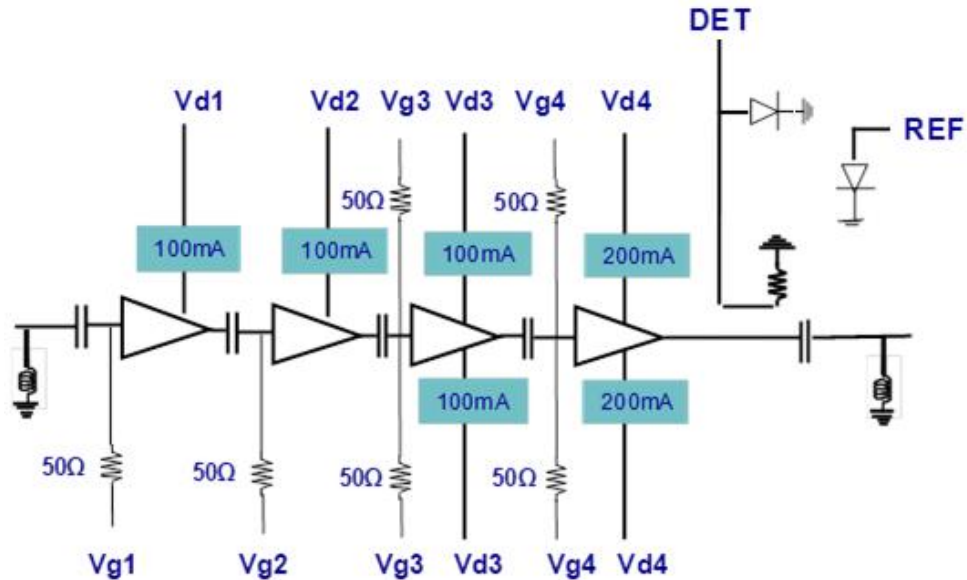 DET
Vd1
Vd2
Vg3
Vd3
Vg4
Vd4
REF
50Ω
50Ω
100mA
100mA
100mA
200mA
100mA
200mA
50Ω
50Ω
50Ω
50Ω
Vg1
Vg2
Vg3
Vd3
Vg4
Vd4